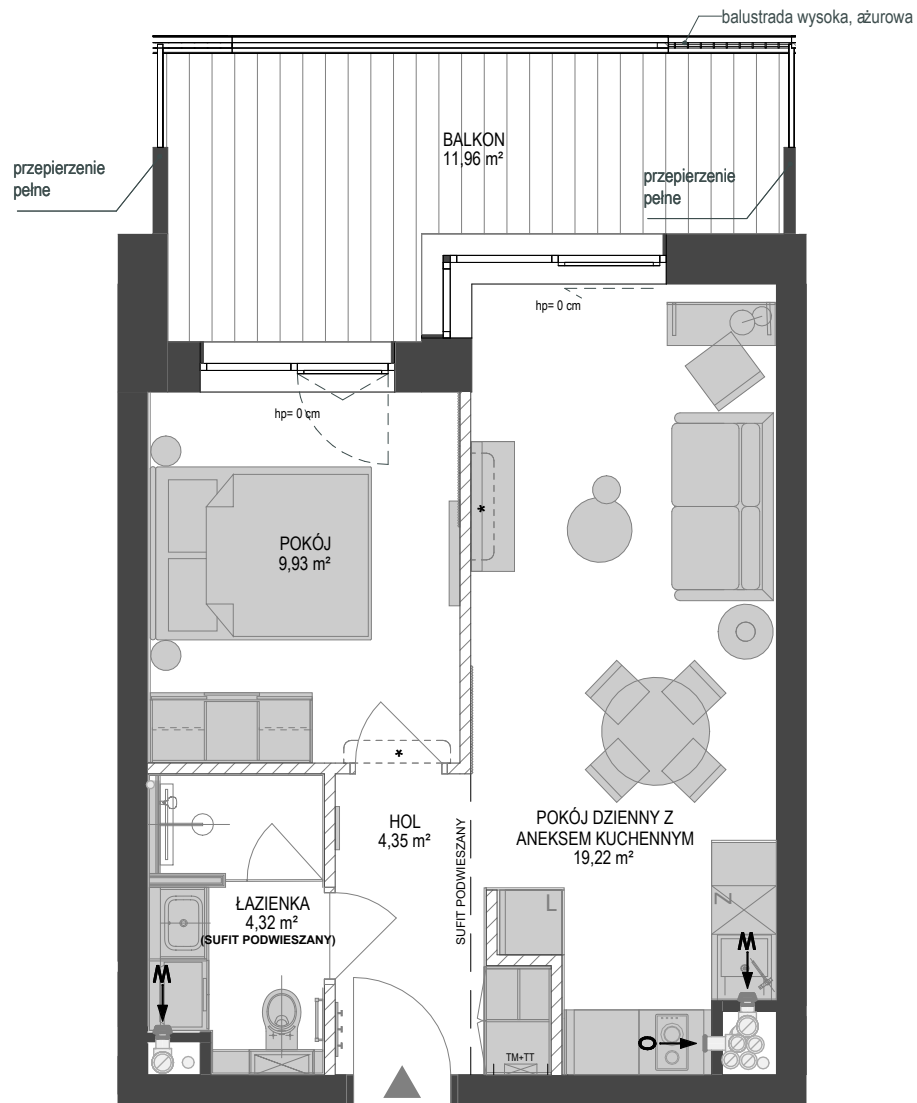 balustrada wysoka, ażurowa
BALKON
11,96 m²
przepierzenie
pełne
przepierzenie
pełne
hp= 0 cm
hp= 0 cm
*
POKÓJ
9,93 m²
*
HOL
4,35 m²
POKÓJ DZIENNY Z
ANEKSEM KUCHENNYM
19,22 m²
SUFIT PODWIESZANY
ŁAZIENKA
4,32 m²
(SUFIT PODWIESZANY)
L
Z
M
M
O
TM+TT